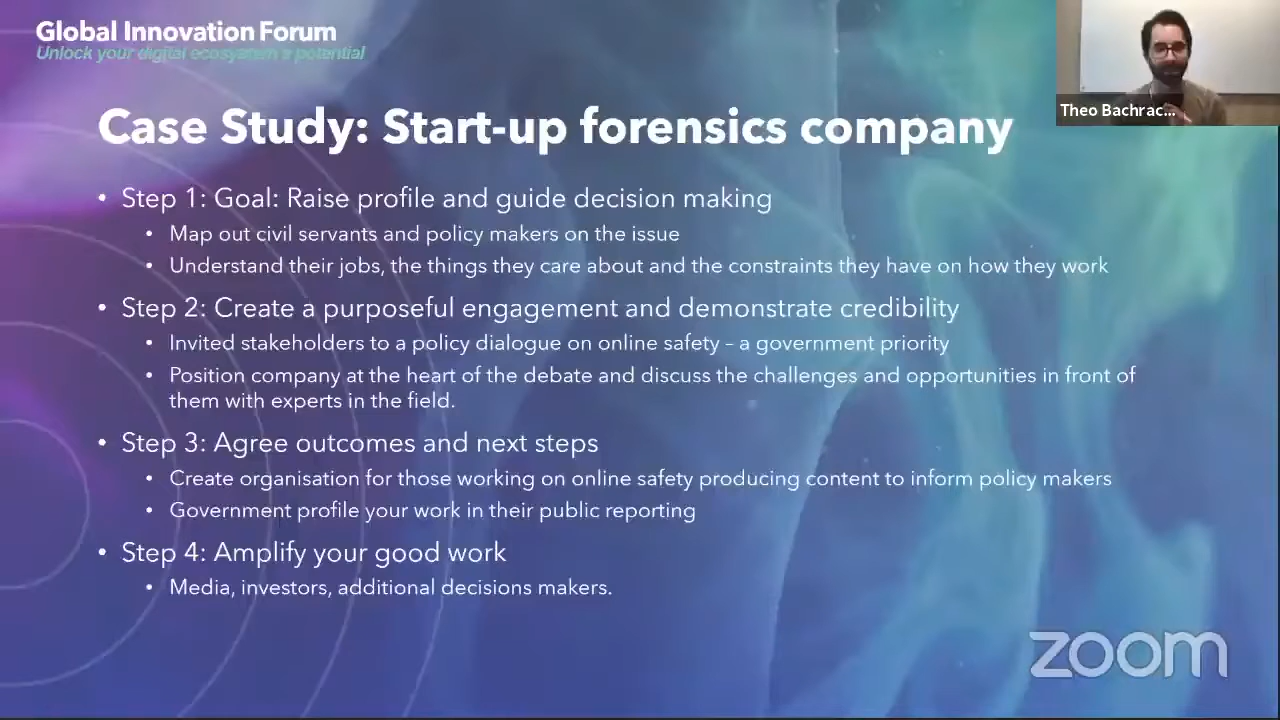 Global Innovation Forum
Unlock your digital ecosystem's potential
Theo Bachrac...
Case Study: Start-up forensics company
• Step 1: Goal: Raise profile and guide decision making
• Map out civil servants and policy makers on the issue
• Understand their jobs, the things they care about and the constraints they have on how they work
• Step 2: Create a purposeful engagement and demonstrate credibility
• Invited stakeholders to a policy dialogue on online safety – a government priority
• Position company at the heart of the debate and discuss the challenges and opportunities in front of
them with experts in the field.
• Step 3: Agree outcomes and next steps
• Create organisation for those working on online safety producing content to inform policy makers
• Government profile your work in their public reporting
• Step 4: Amplify your good work
• Media, investors, additional decisions makers.
zoom